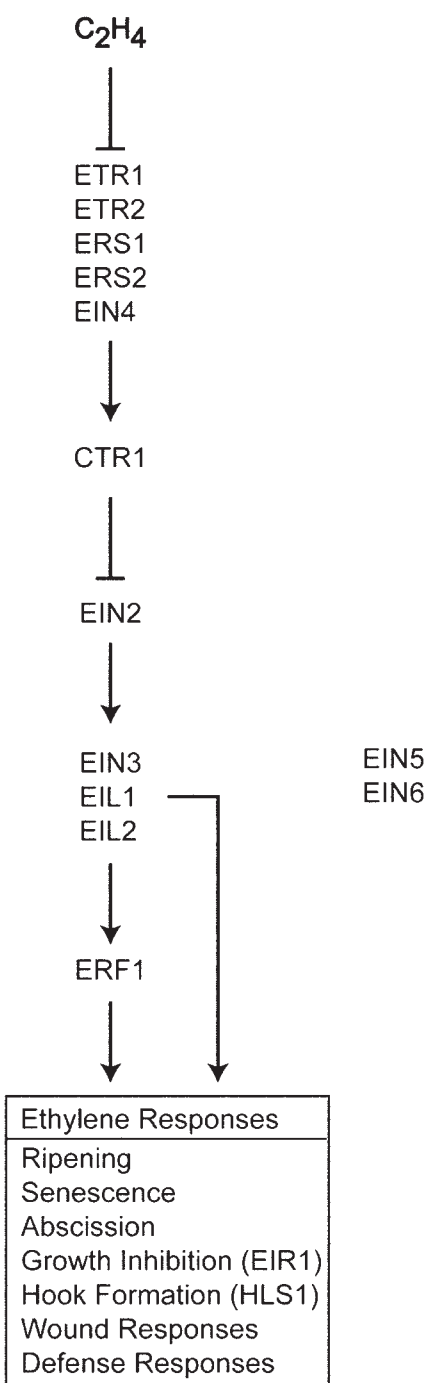 C₂H₄
ETR1
ETR2
ERS1
ERS2
EIN4
CTR1
EIN2
EIN3
EIL1
EIL2
EIN5
EIN6
ERF1
Ethylene Responses
Ripening
Senescence
Abscission
Growth Inhibition (EIR1)
Hook Formation (HLS1)
Wound Responses
Defense Responses